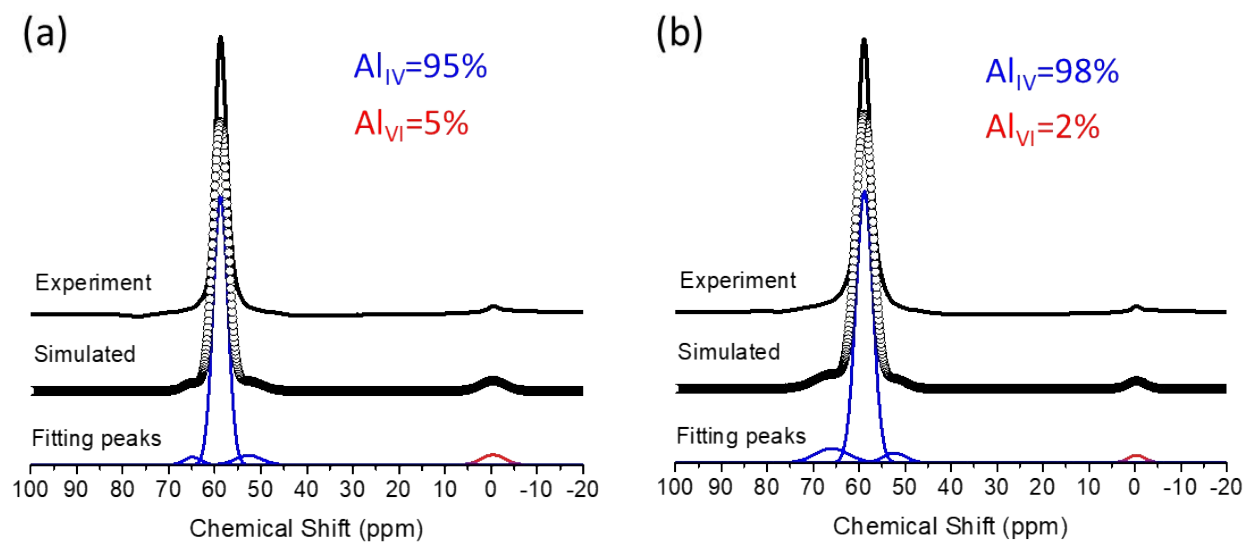 (a)
Al_IV=95%
Al_VI=5%
Experiment
Simulated
Fitting peaks
100 90 80 70 60 50 40 30 20 10 0 -10 -20
Chemical Shift (ppm)
(b)
Al_IV=98%
Al_VI=2%
Experiment
Simulated
Fitting peaks
100 90 80 70 60 50 40 30 20 10 0 -10 -20
Chemical Shift (ppm)